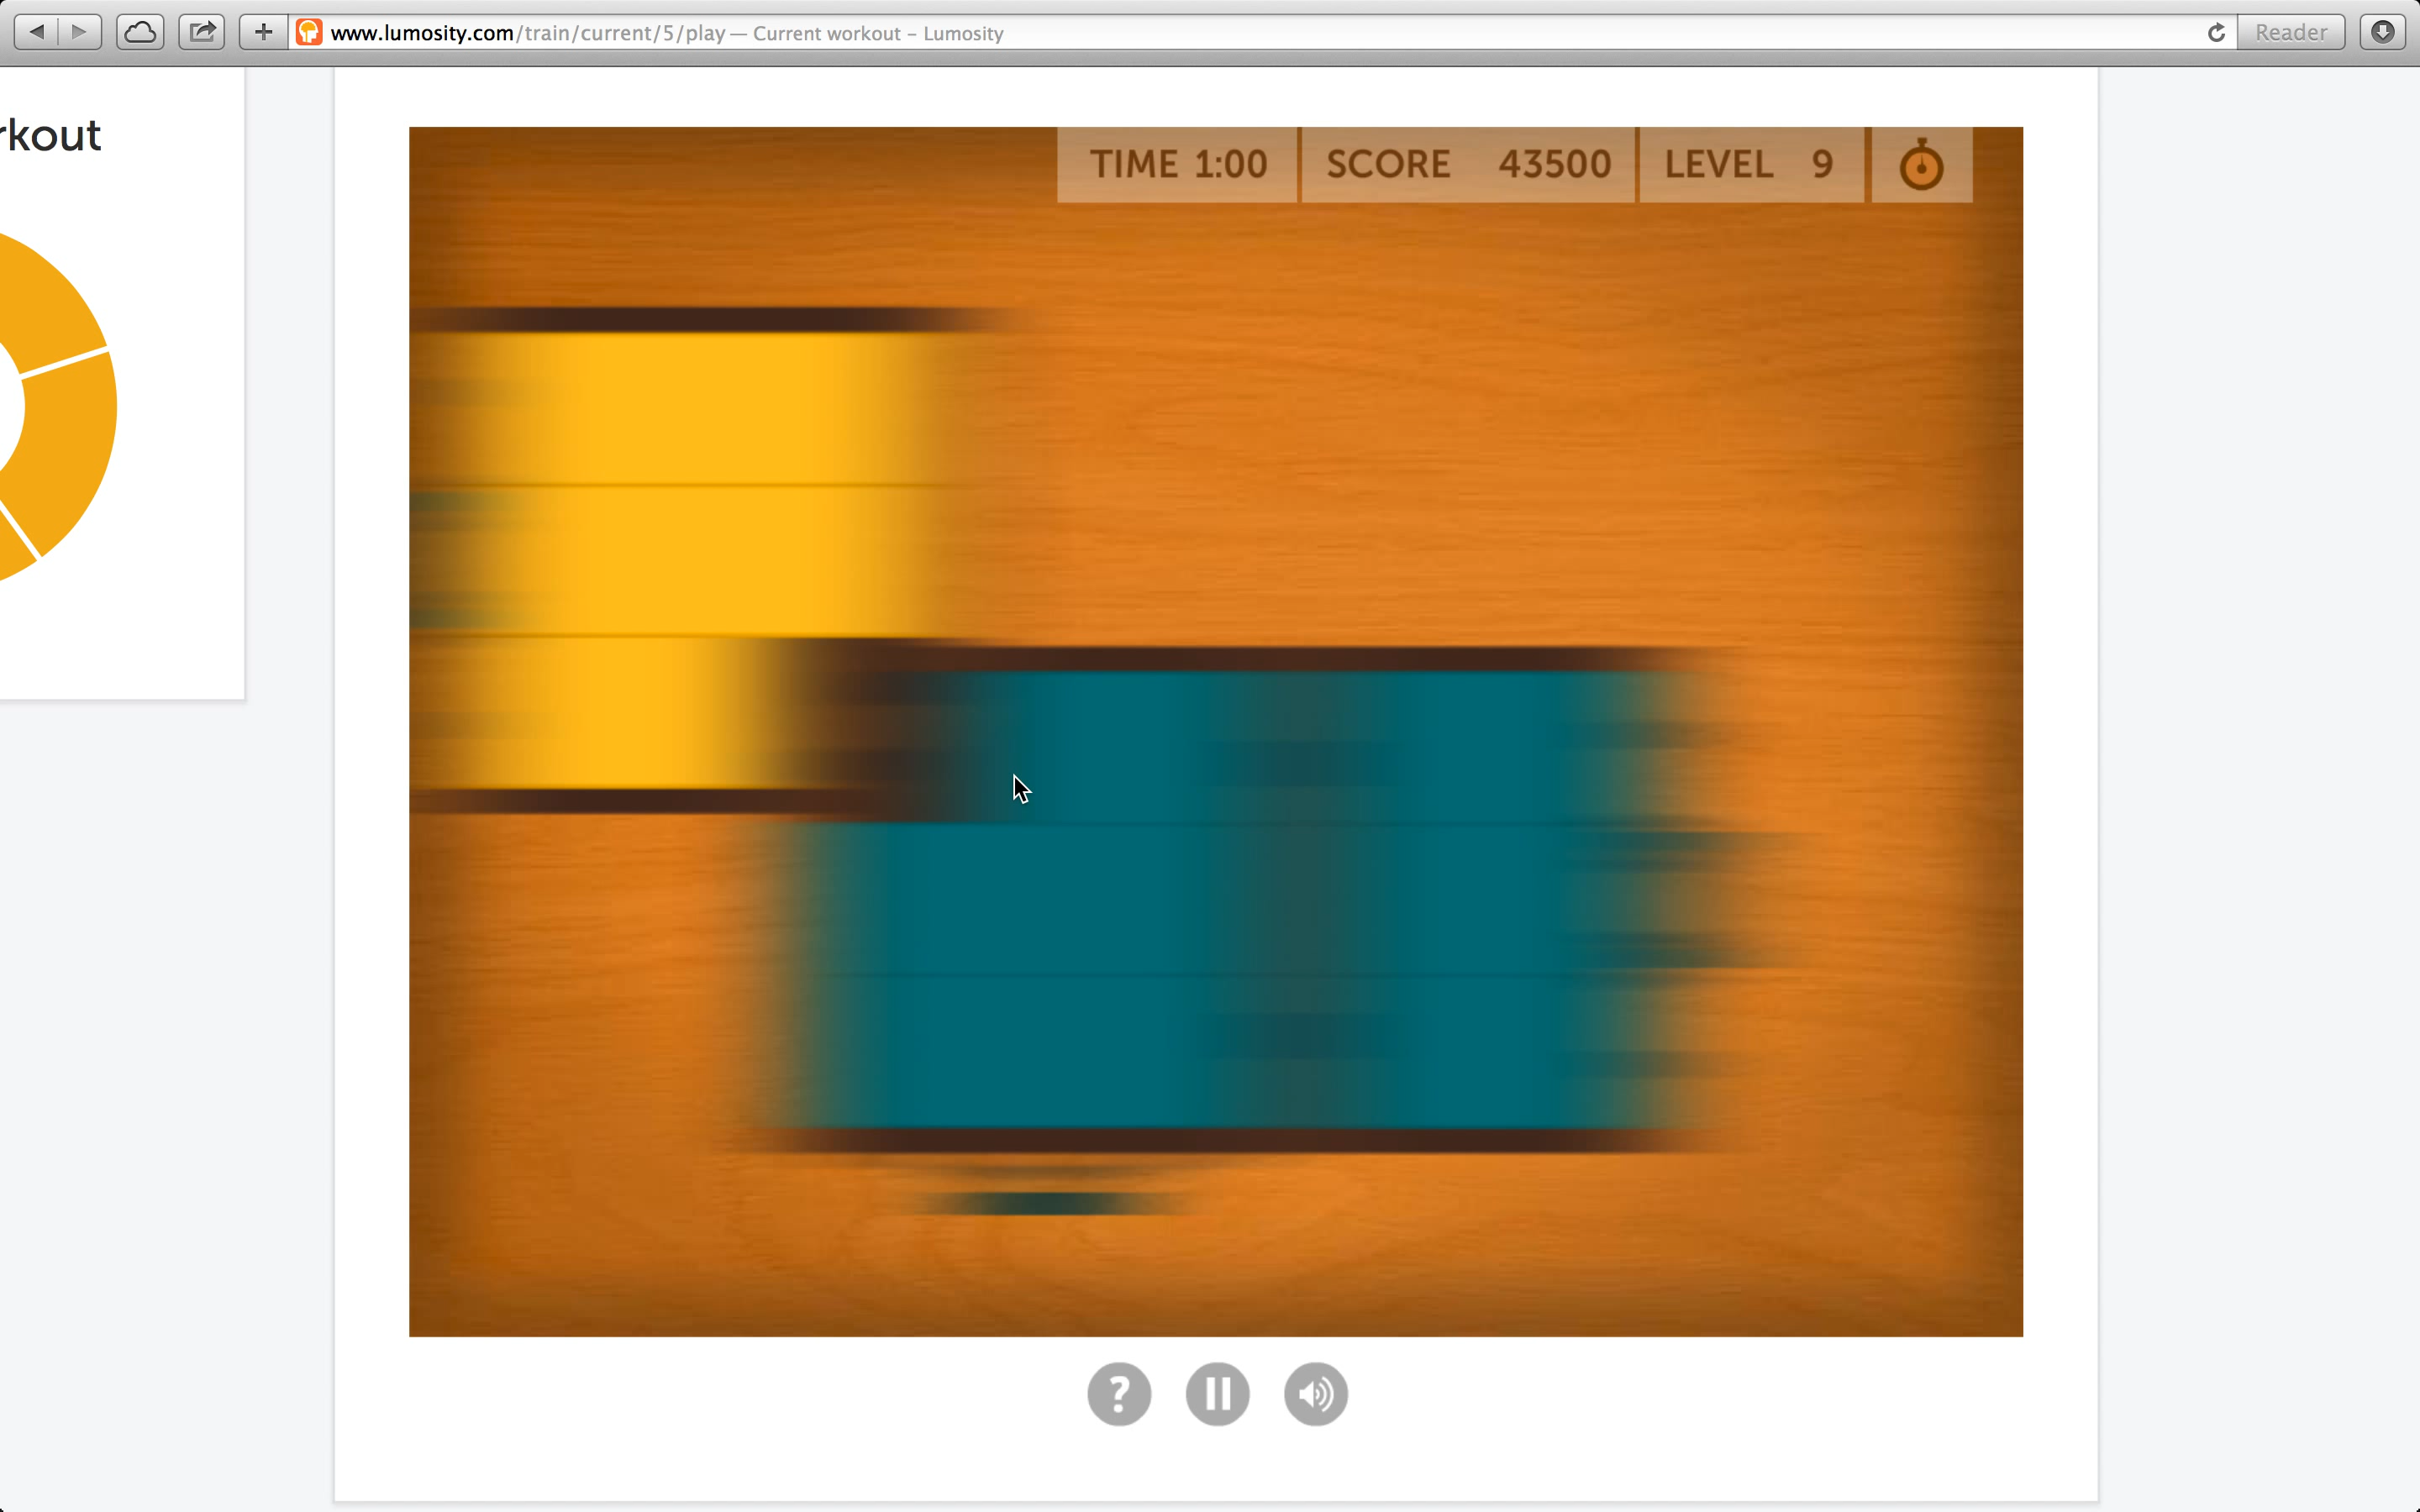 www.lumosity.com/train/current/5/play — Current workout – Lumosity
Reader
rkout
TIME 1:00 SCORE 43500 LEVEL 9
?